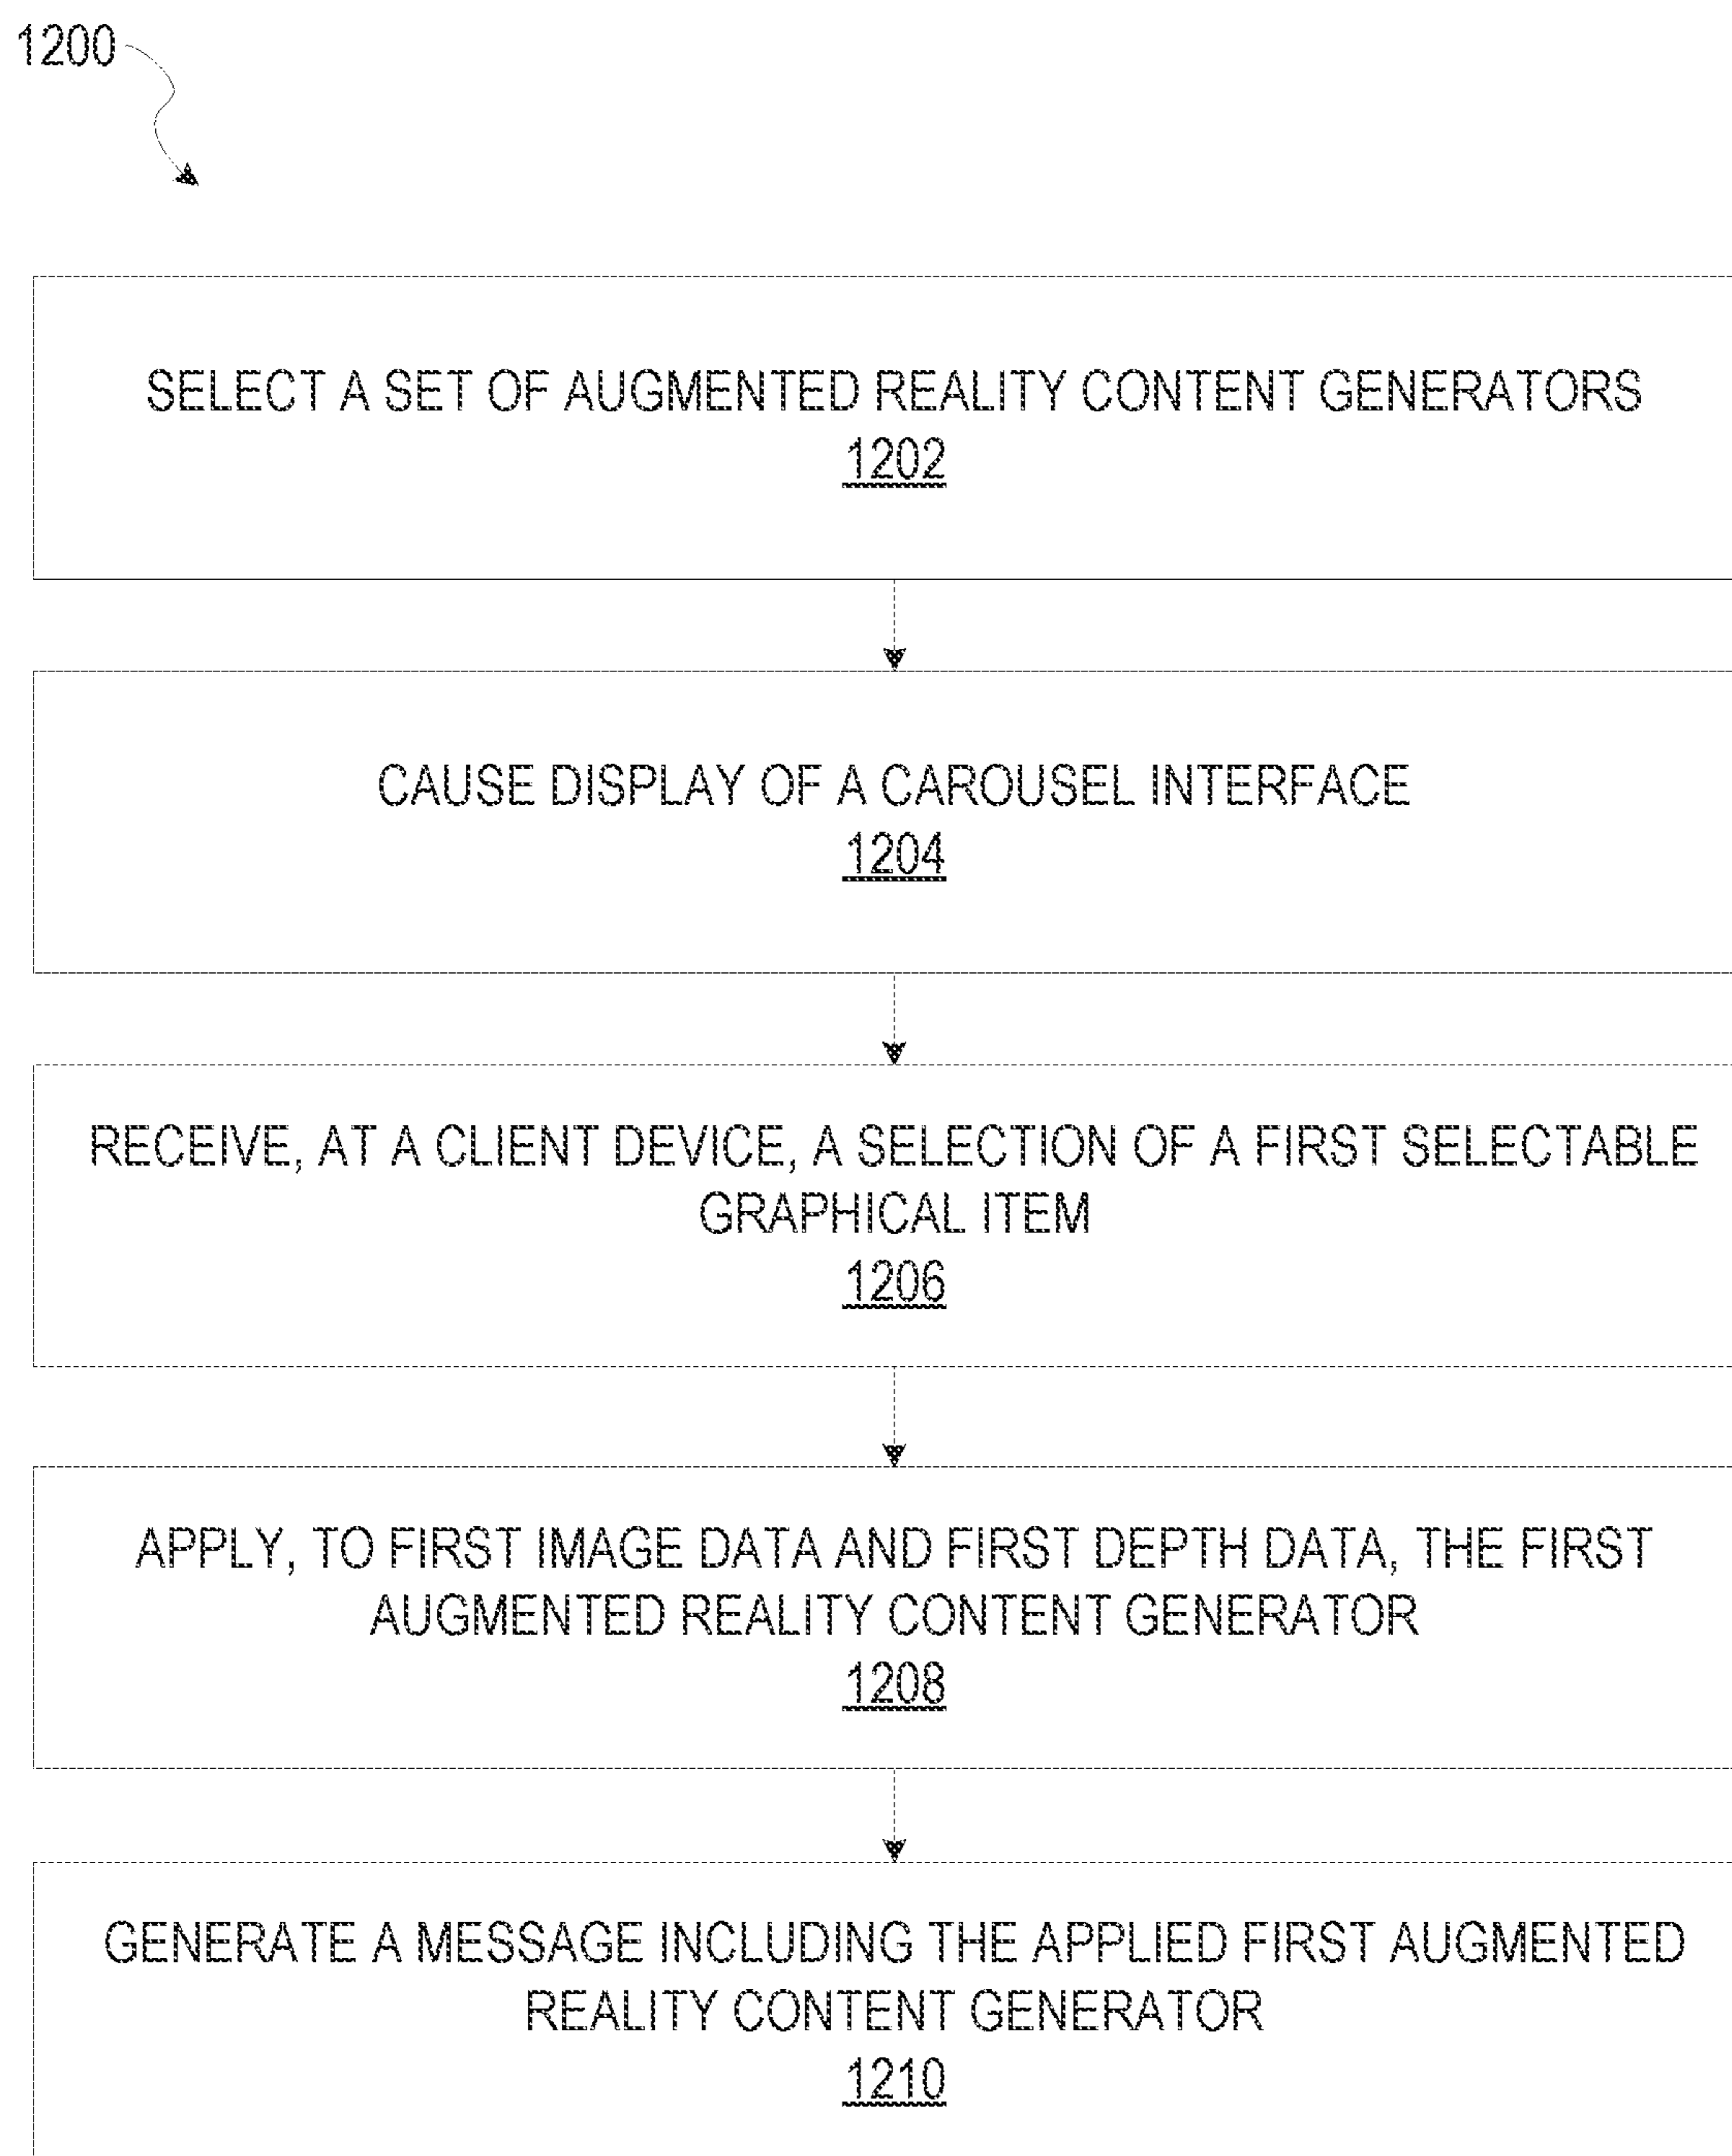 1200
SELECT A SET OF AUGMENTED REALITY CONTENT GENERATORS
1202
CAUSE DISPLAY OF A CAROUSEL INTERFACE
1204
RECEIVE, AT A CLIENT DEVICE, A SELECTION OF A FIRST SELECTABLE
GRAPHICAL ITEM
1206
APPLY, TO FIRST IMAGE DATA AND FIRST DEPTH DATA, THE FIRST
AUGMENTED REALITY CONTENT GENERATOR
1208
GENERATE A MESSAGE INCLUDING THE APPLIED FIRST AUGMENTED
REALITY CONTENT GENERATOR
1210